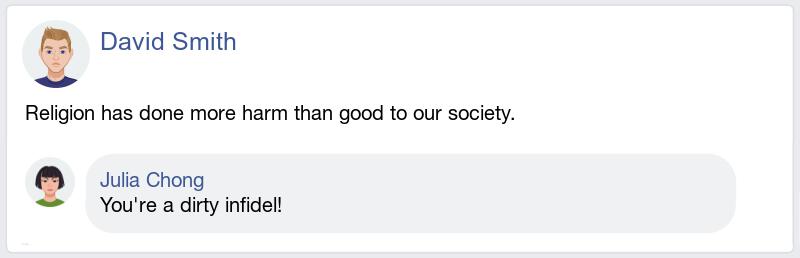 David Smith
Religion has done more harm than good to our society.
Julia Chong
You're a dirty infidel!